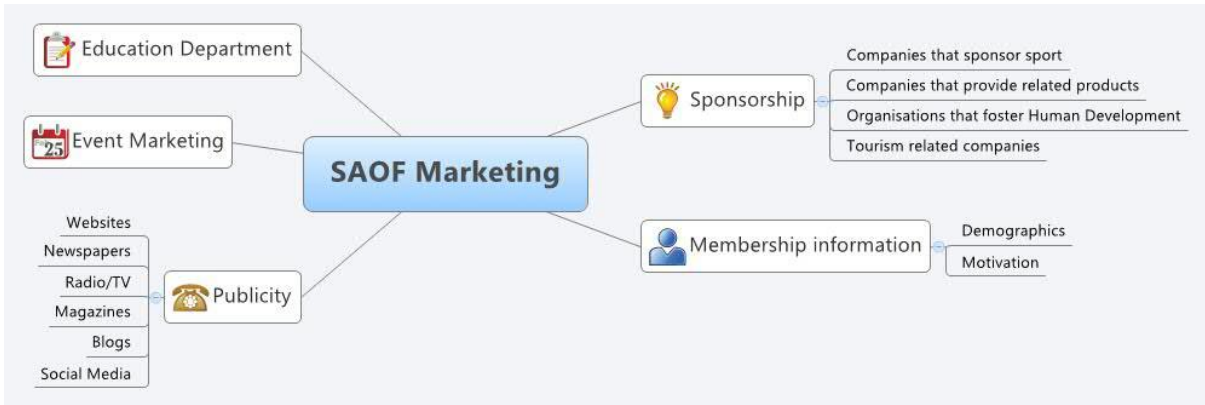 SAOF Marketing
Education Department
25
Event Marketing
Publicity
Websites
Newspapers
Radio/TV
Magazines
Blogs
Social Media
Sponsorship
Companies that sponsor sport
Companies that provide related products
Organisations that foster Human Development
Tourism related companies
Membership information
Demographics
Motivation